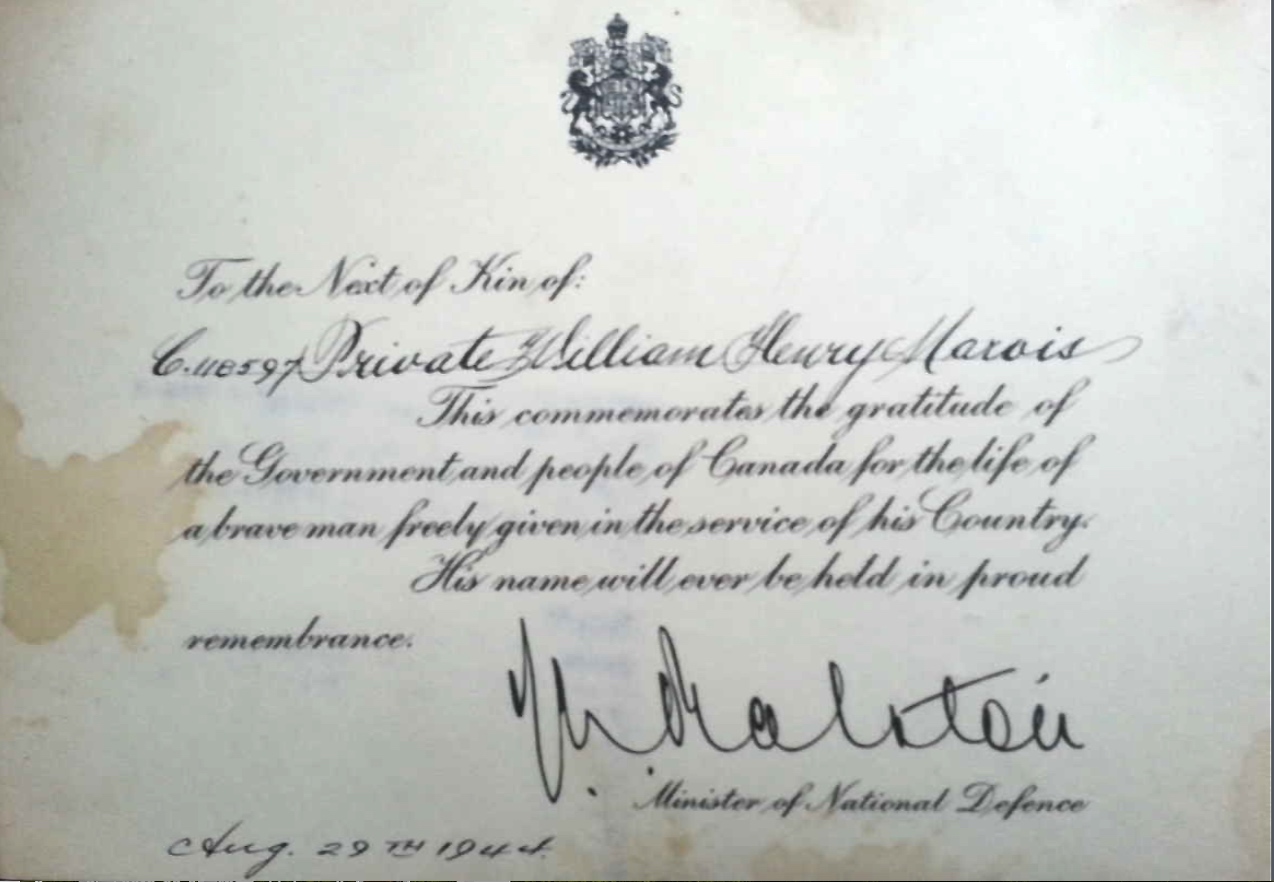 To the Next of Kin of:
C.118597 Private William Henry Marois
This commemorates the gratitude of
the Government and people of Canada for the life of
a brave man freely given in the service of his Country.
His name will ever be held in proud
remembrance.
Ralston
Minister of National Defence
Aug. 29TH 1944.